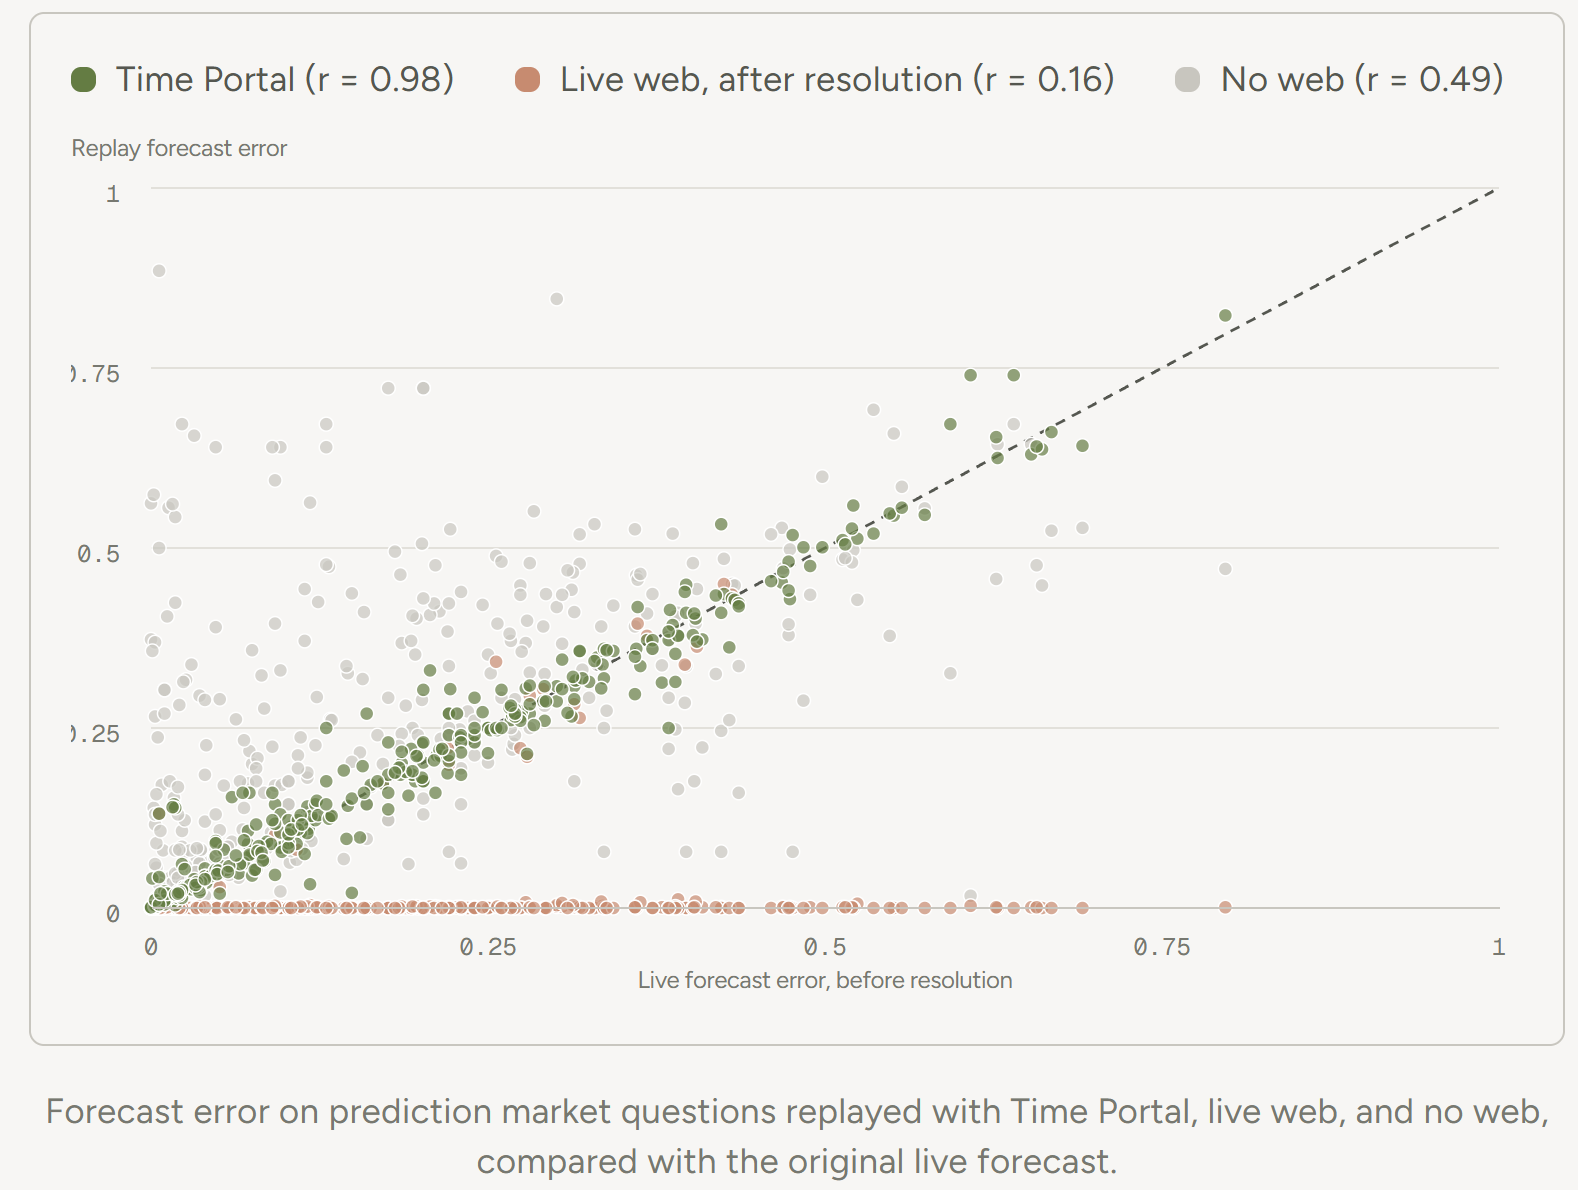 Time Portal (r = 0.98) Live web, after resolution (r = 0.16) No web (r = 0.49)
Replay forecast error
1
0.75
0.5
0.25
0
0 0.25 0.5 0.75 1
Live forecast error, before resolution
Forecast error on prediction market questions replayed with Time Portal, live web, and no web,
compared with the original live forecast.